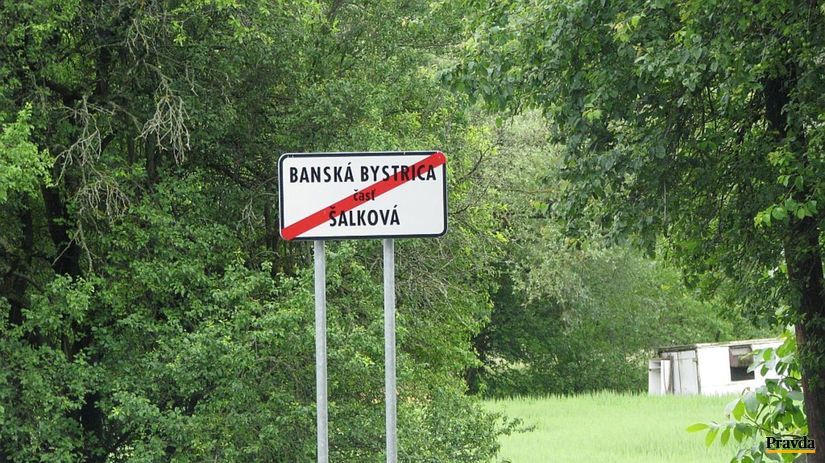 BANSKÁ BYSTRICA
časť
ŠALKOVÁ
Pravda